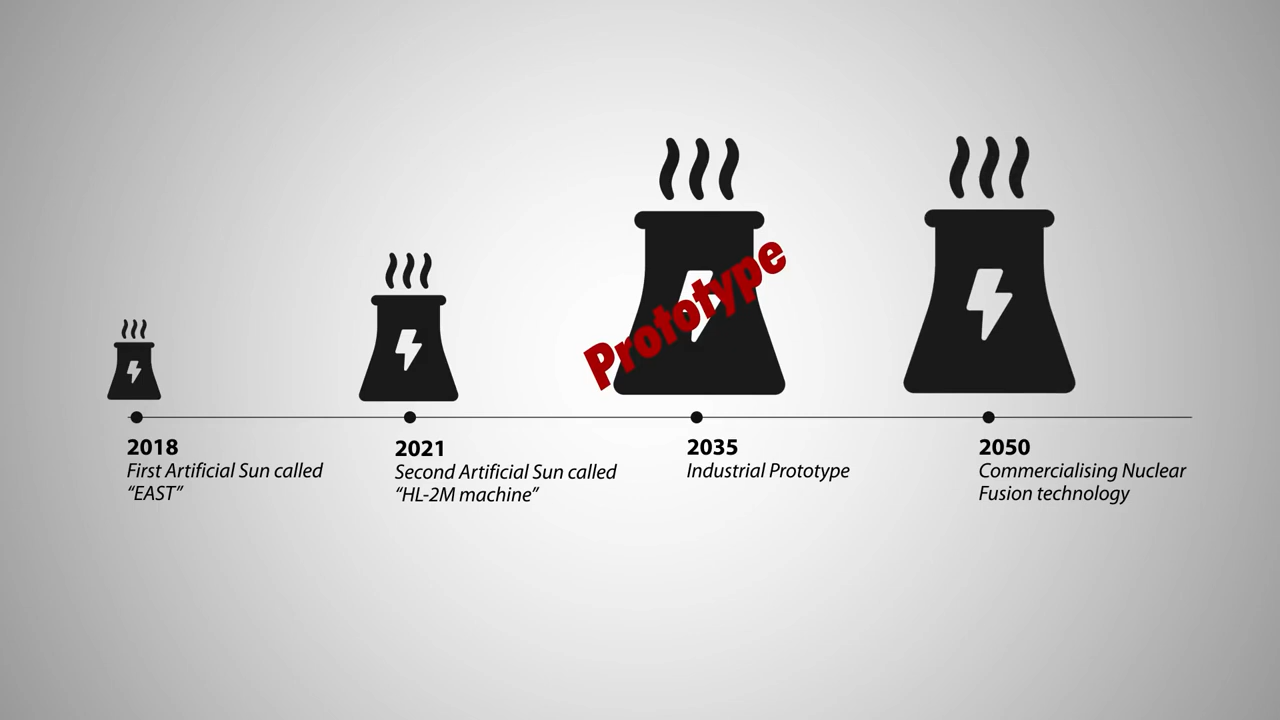 Prototype
2018
First Artificial Sun called
“EAST”
2021
Second Artificial Sun called
“HL-2M machine”
2035
Industrial Prototype
2050
Commercialising Nuclear
Fusion technology